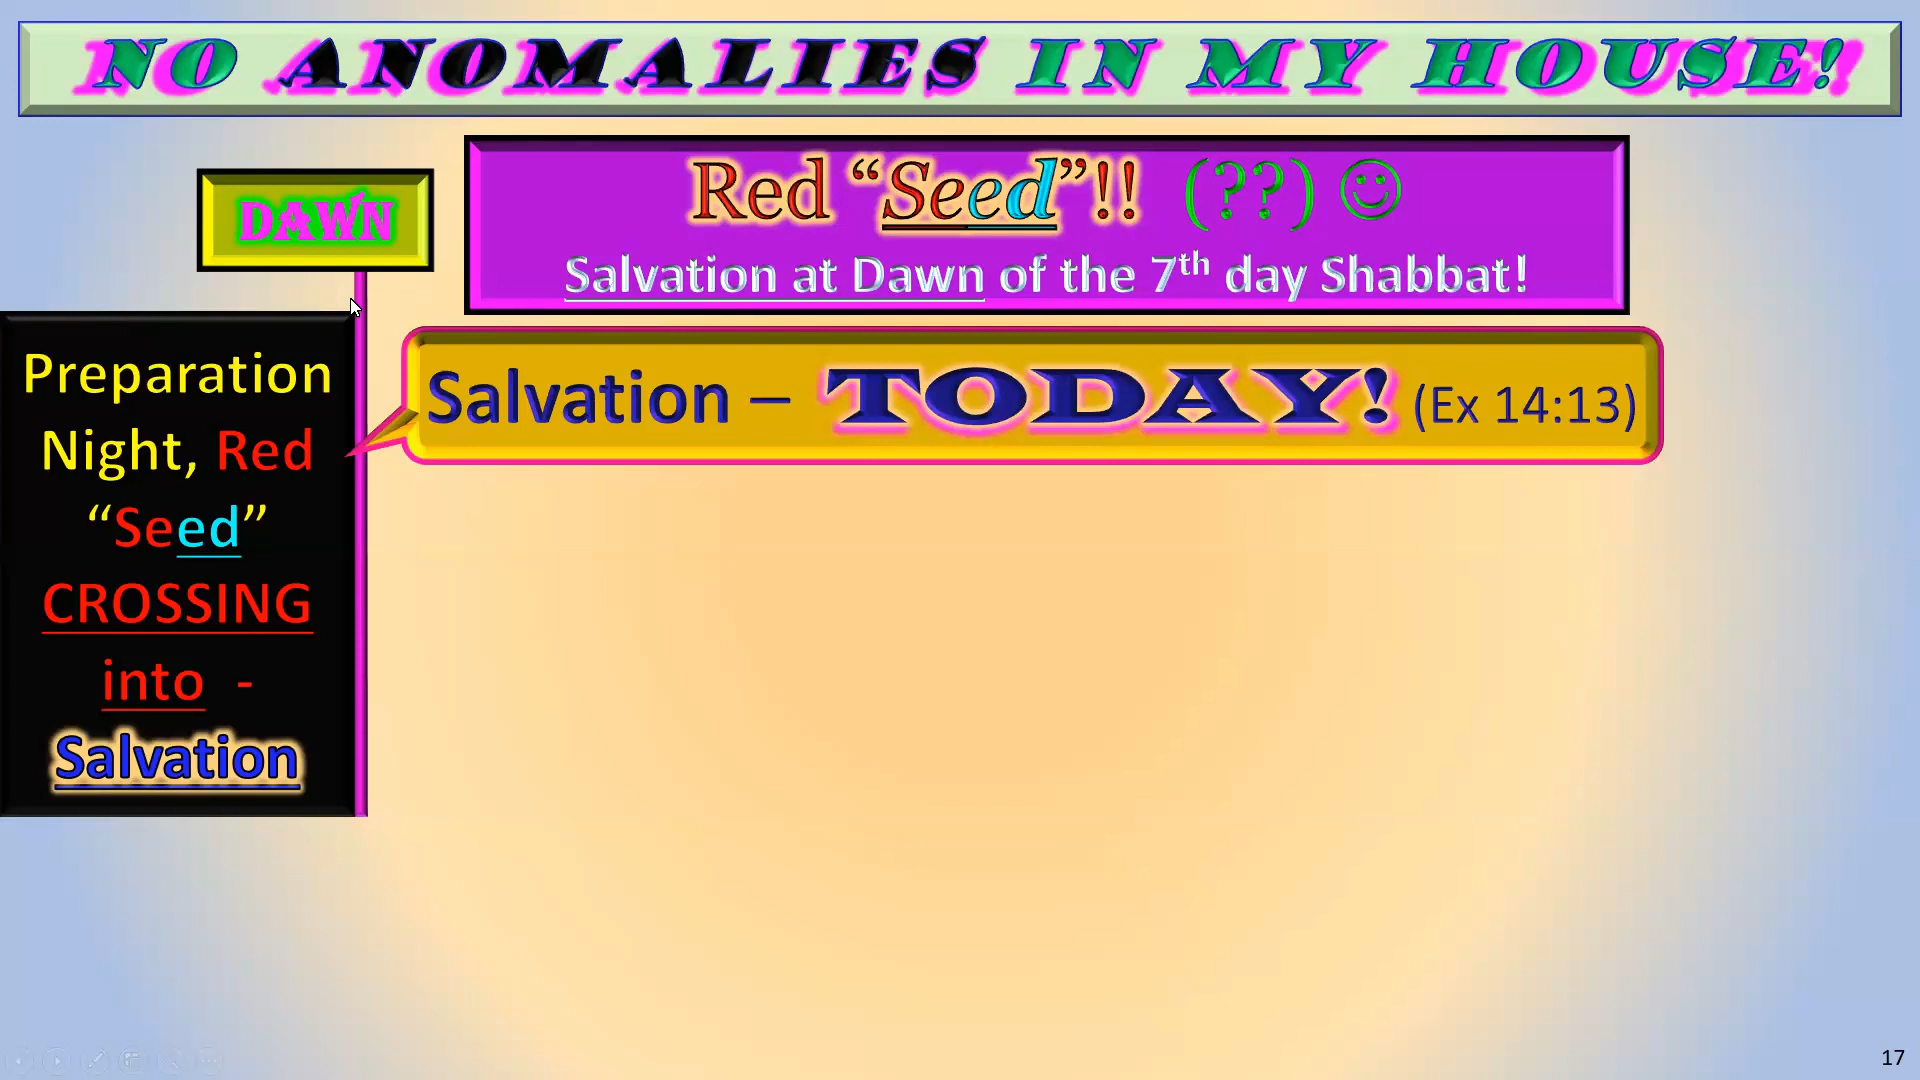 NO ANOMALIES IN MY HOUSE!
DAWN
Red “Seed”!! (??) ☺
Salvation at Dawn of the 7th day Shabbat!
Salvation – TODAY! (Ex 14:13)
Preparation
Night, Red
“Seed”
CROSSING
into -
Salvation
17